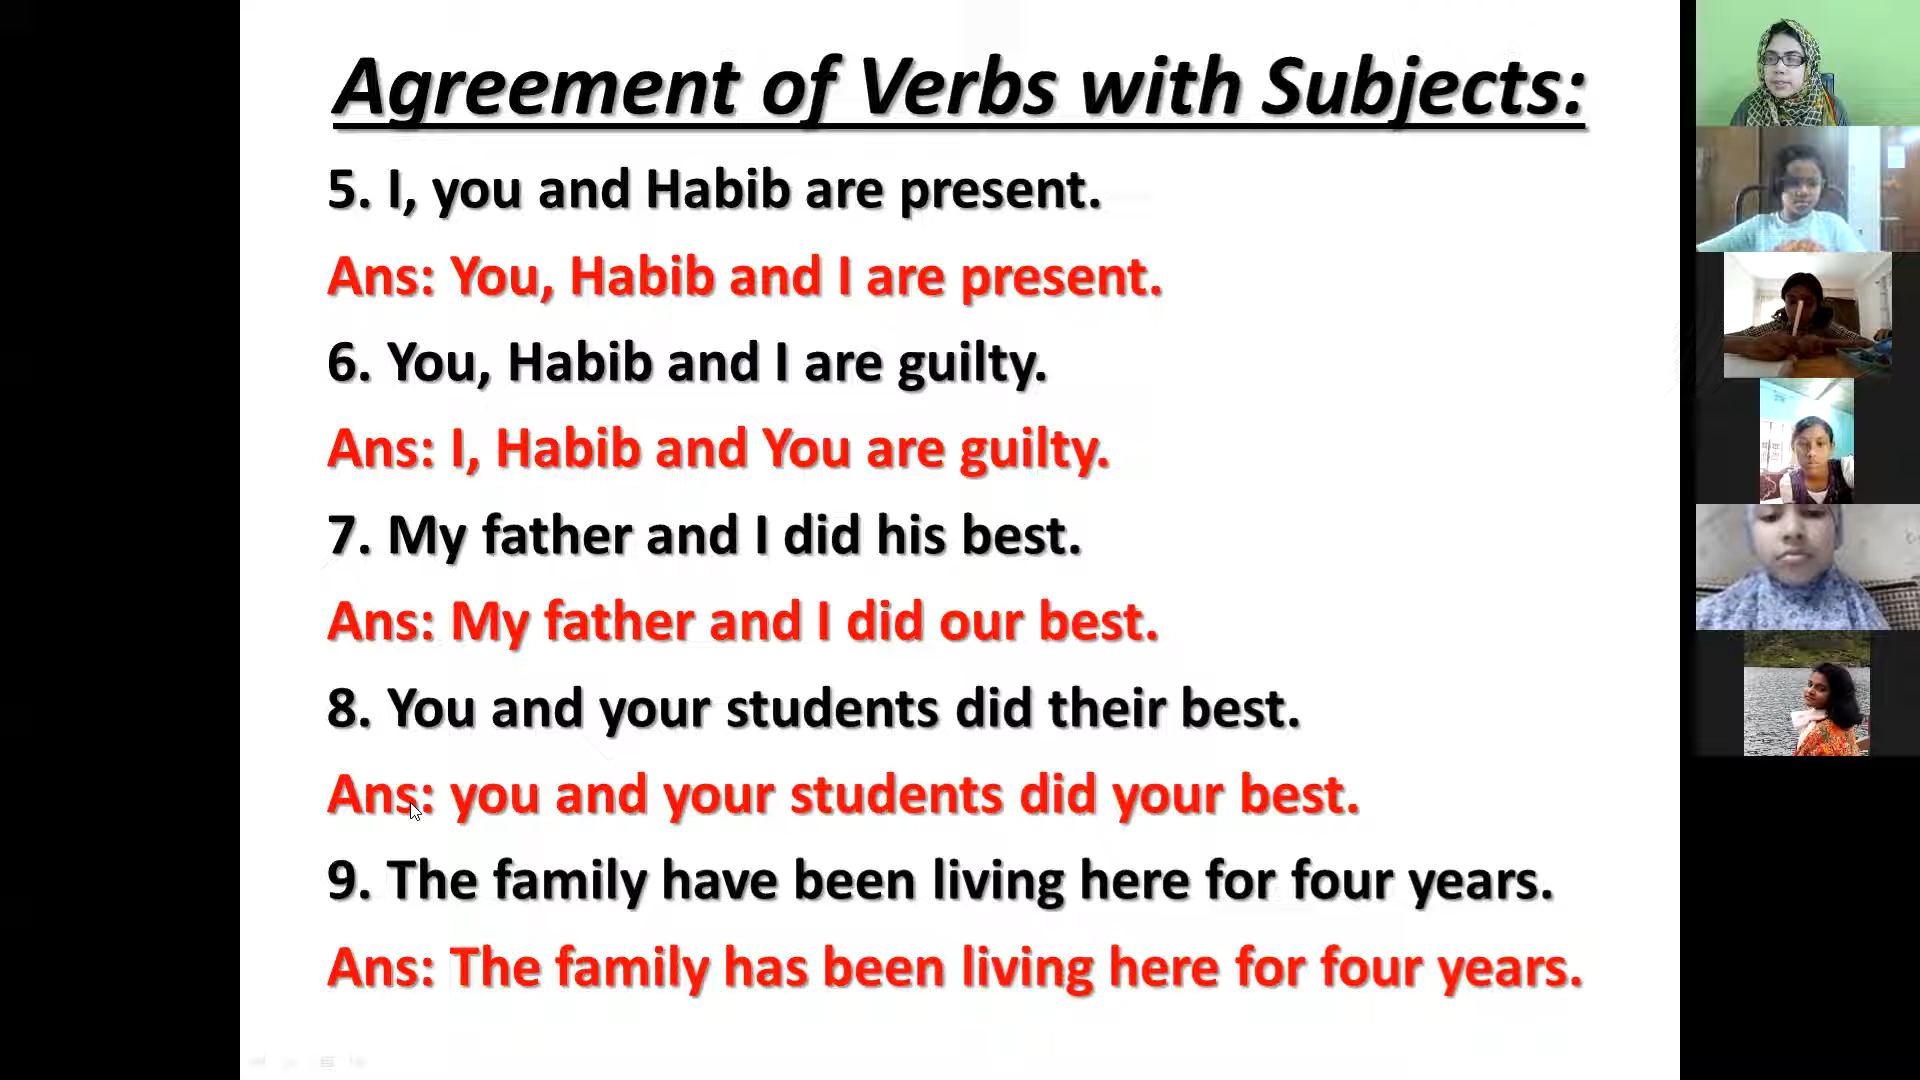 Agreement of Verbs with Subjects:
5. I, you and Habib are present.
Ans: You, Habib and I are present.
6. You, Habib and I are guilty.
Ans: I, Habib and You are guilty.
7. My father and I did his best.
Ans: My father and I did our best.
8. You and your students did their best.
Ans: you and your students did your best.
9. The family have been living here for four years.
Ans: The family has been living here for four years.